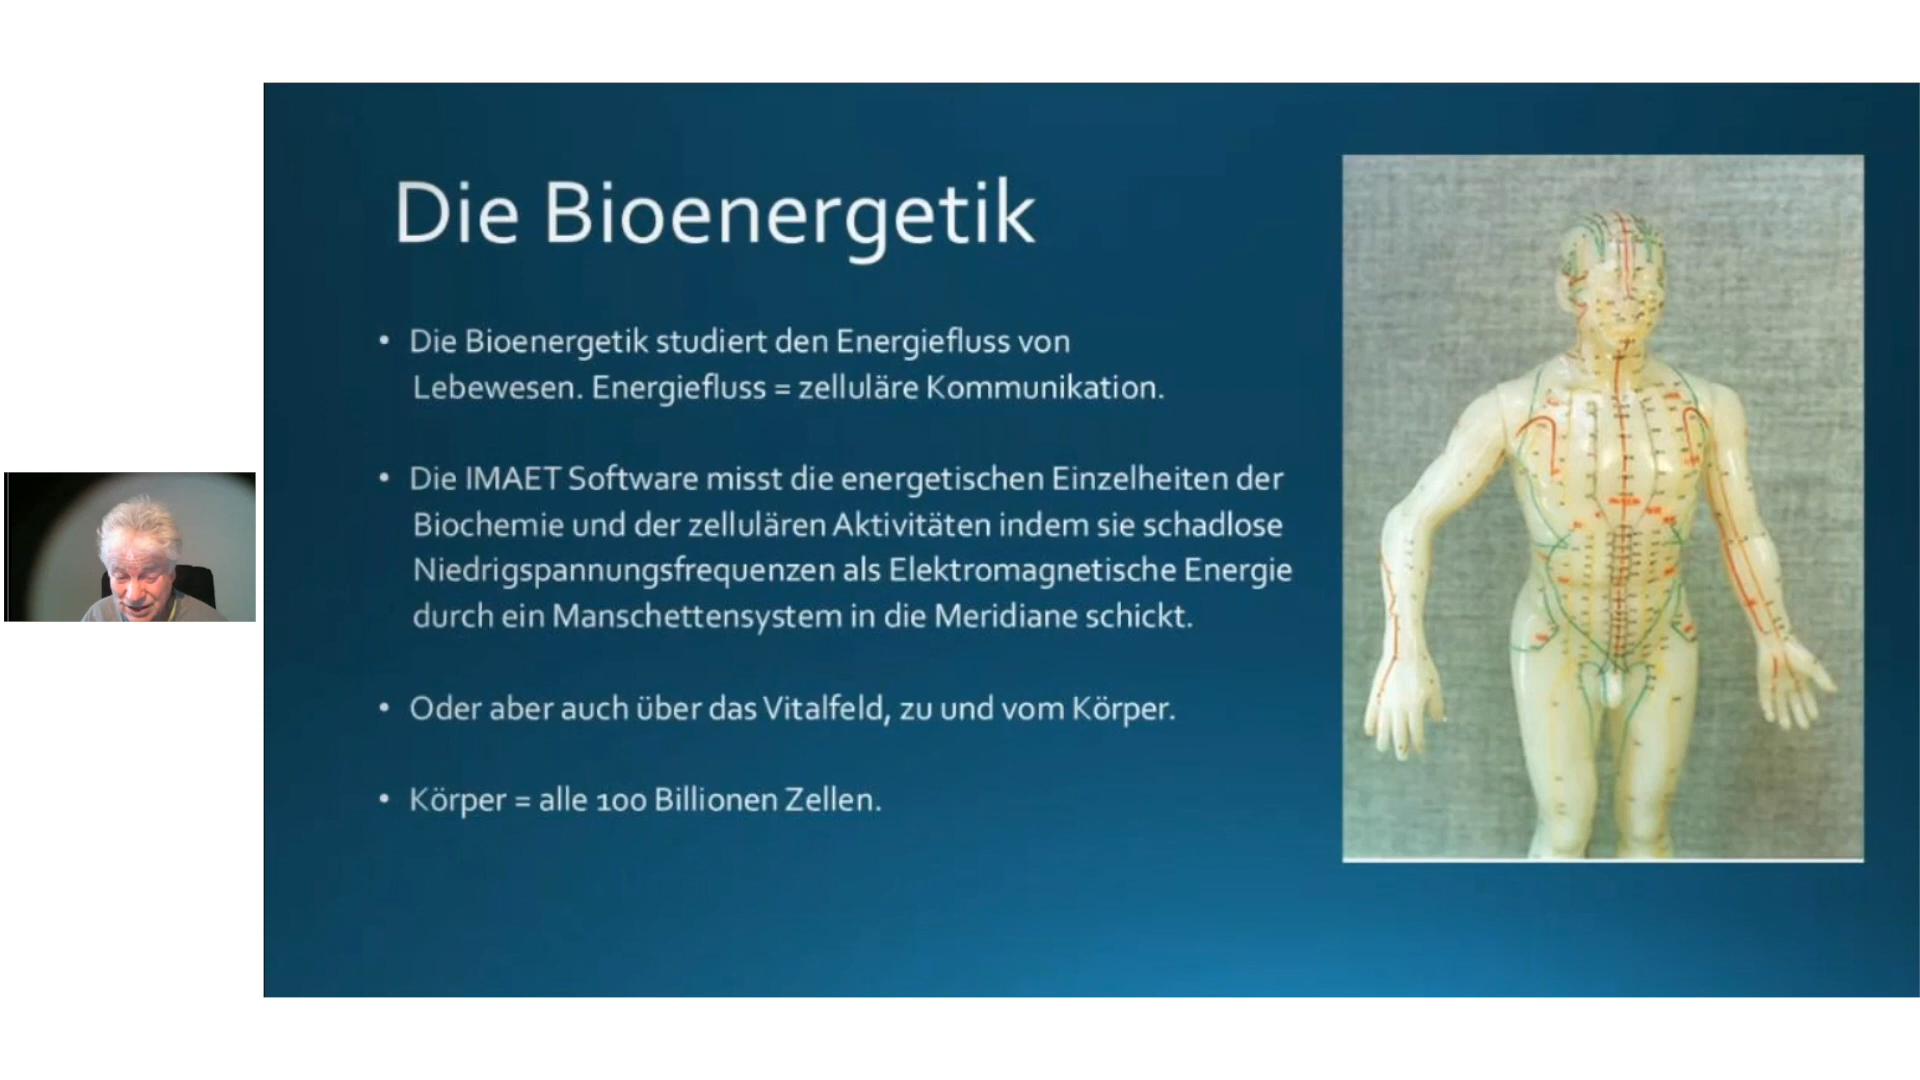 Die Bioenergetik
• Die Bioenergetik studiert den Energiefluss von
Lebewesen. Energiefluss = zelluläre Kommunikation.
• Die IMAET Software misst die energetischen Einzelheiten der
Biochemie und der zellulären Aktivitäten indem sie schadlose
Niedrigspannungsfrequenzen als Elektromagnetische Energie
durch ein Manschettensystem in die Meridiane schickt.
• Oder aber auch über das Vitalfeld, zu und vom Körper.
• Körper = alle 100 Billionen Zellen.